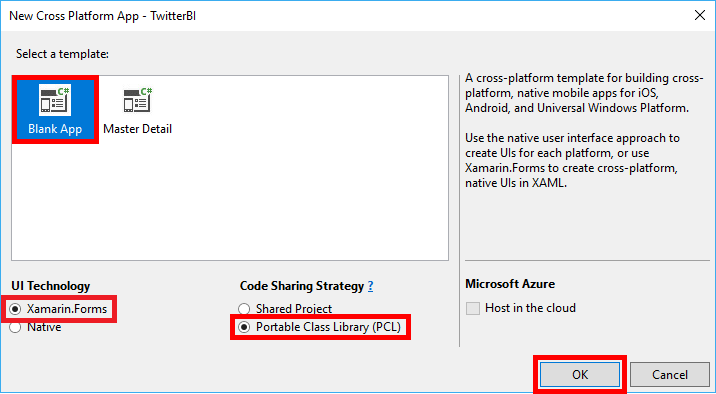 New Cross Platform App - TwitterBI
Select a template:
C#
Blank App
C#
Master Detail
A cross-platform template for building cross-
platform, native mobile apps for iOS,
Android, and Universal Windows Platform.
Use the native user interface approach to
create UIs for each platform, or use
Xamarin.Forms to create cross-platform,
native UIs in XAML.
UI Technology
Xamarin.Forms
Native
Code Sharing Strategy ?
Shared Project
Portable Class Library (PCL)
Microsoft Azure
Host in the cloud
OK
Cancel